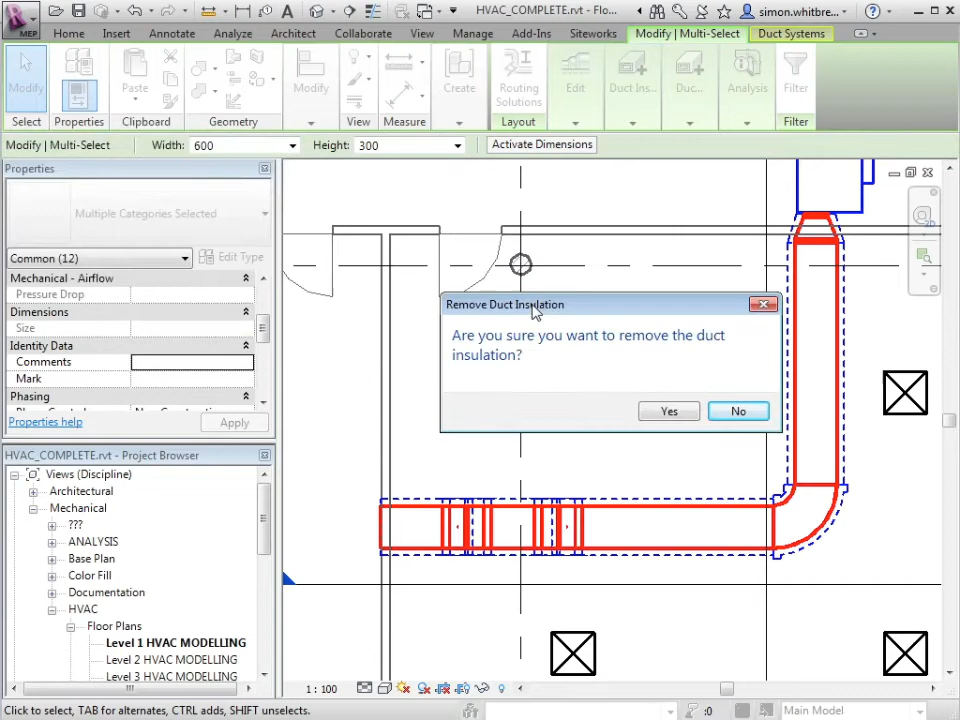 HVAC_COMPLETE.rvt - Flo...
simon.whitbre...
MEP
Home Insert Annotate Analyze Architect Collaborate View Manage Add-Ins Siteworks Modify | Multi-Select Duct Systems
Modify Paste Modify Create Routing Solutions Edit Duct Ins... Duc... Analysis Filter
Select Properties Clipboard Geometry View Measure Layout Filter
Modify | Multi-Select Width: 600 Height: 300 Activate Dimensions
Properties
Multiple Categories Selected
Common (12) Edit Type
Mechanical - Airflow
Pressure Drop
Dimensions
Size
Identity Data
Comments
Mark
Phasing
Properties help Apply
2D
Remove Duct Insulation
Are you sure you want to remove the duct
insulation?
Yes No
HVAC_COMPLETE.rvt - Project Browser
Views (Discipline)
Architectural
Mechanical
???
ANALYSIS
Base Plan
Color Fill
Documentation
HVAC
Floor Plans
Level 1 HVAC MODELLING
Level 2 HVAC MODELLING
Level 3 HVAC MODELLING
1 : 100
Click to select, TAB for alternates, CTRL adds, SHIFT unselects. :0 Main Model